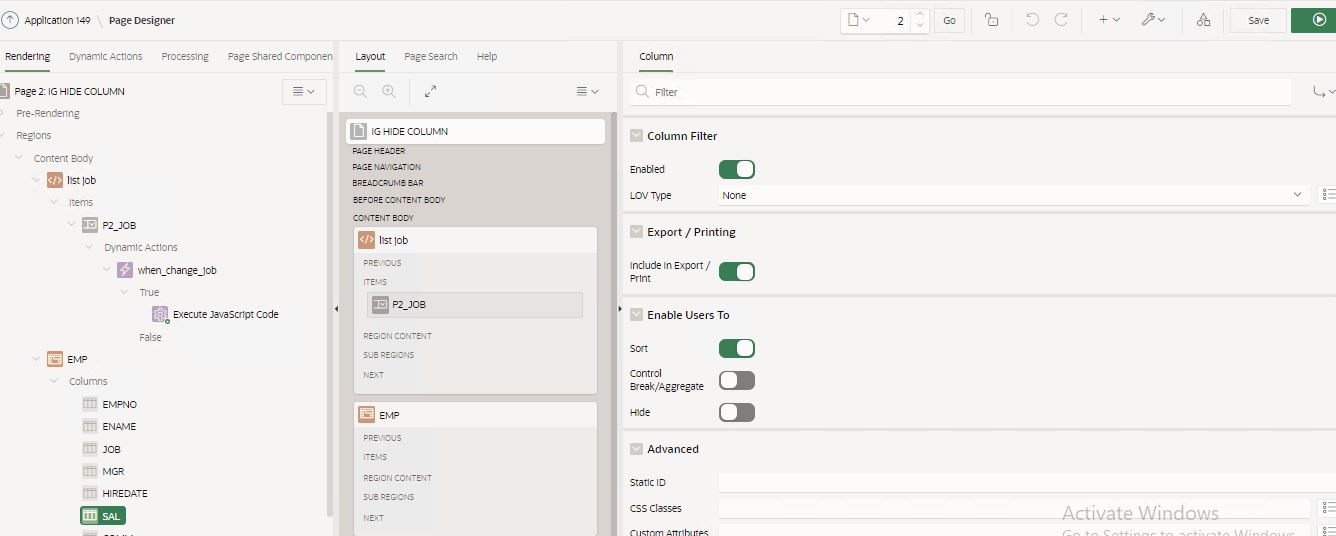 Application 149 \ Page Designer
2
Go
Save
Rendering Dynamic Actions Processing Page Shared Componen
Page 2: IG HIDE COLUMN
Pre-Rendering
Regions
Content Body
list job
Items
P2_JOB
Dynamic Actions
when_change_job
True
Execute JavaScript Code
False
EMP
Columns
EMPNO
ENAME
JOB
MGR
HIREDATE
SAL
Layout Page Search Help
IG HIDE COLUMN
PAGE HEADER
PAGE NAVIGATION
BREADCRUMB BAR
BEFORE CONTENT BODY
CONTENT BODY
list job
PREVIOUS
ITEMS
P2_JOB
REGION CONTENT
SUB REGIONS
NEXT
EMP
PREVIOUS
ITEMS
REGION CONTENT
SUB REGIONS
NEXT
Column
Filter
Column Filter
Enabled
LOV Type None
Export / Printing
Include in Export /
Print
Enable Users To
Sort
Control
Break/Aggregate
Hide
Advanced
Static ID
CSS Classes
Custom Attributes
Activate Windows
Go to Settings to activate Windows.